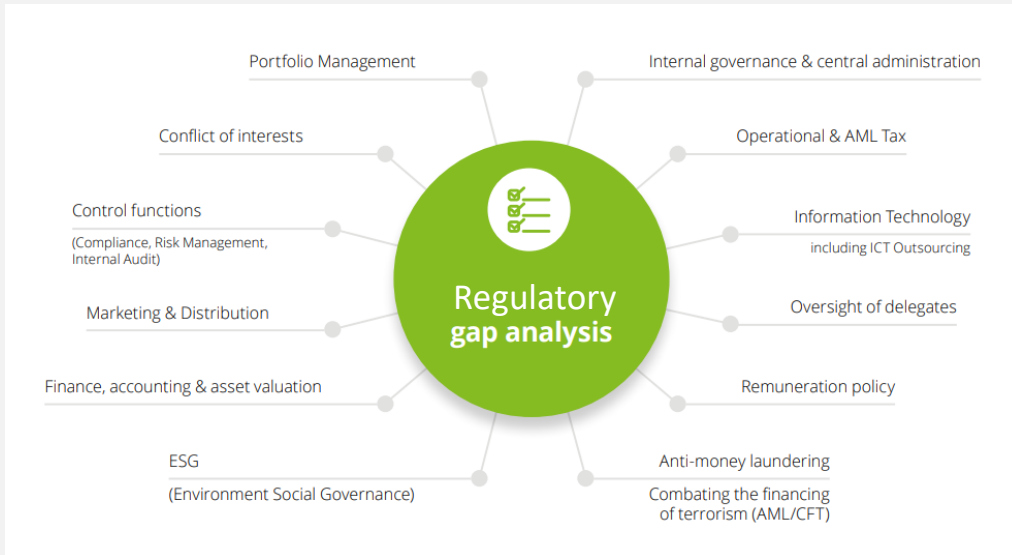 Portfolio Management
Conflict of interests
Control functions
(Compliance, Risk Management,
Internal Audit)
Marketing & Distribution
Finance, accounting & asset valuation
ESG
(Environment Social Governance)
Regulatory
gap analysis
Internal governance & central administration
Operational & AML Tax
Information Technology
including ICT Outsourcing
Oversight of delegates
Remuneration policy
Anti-money laundering
Combating the financing
of terrorism (AML/CFT)